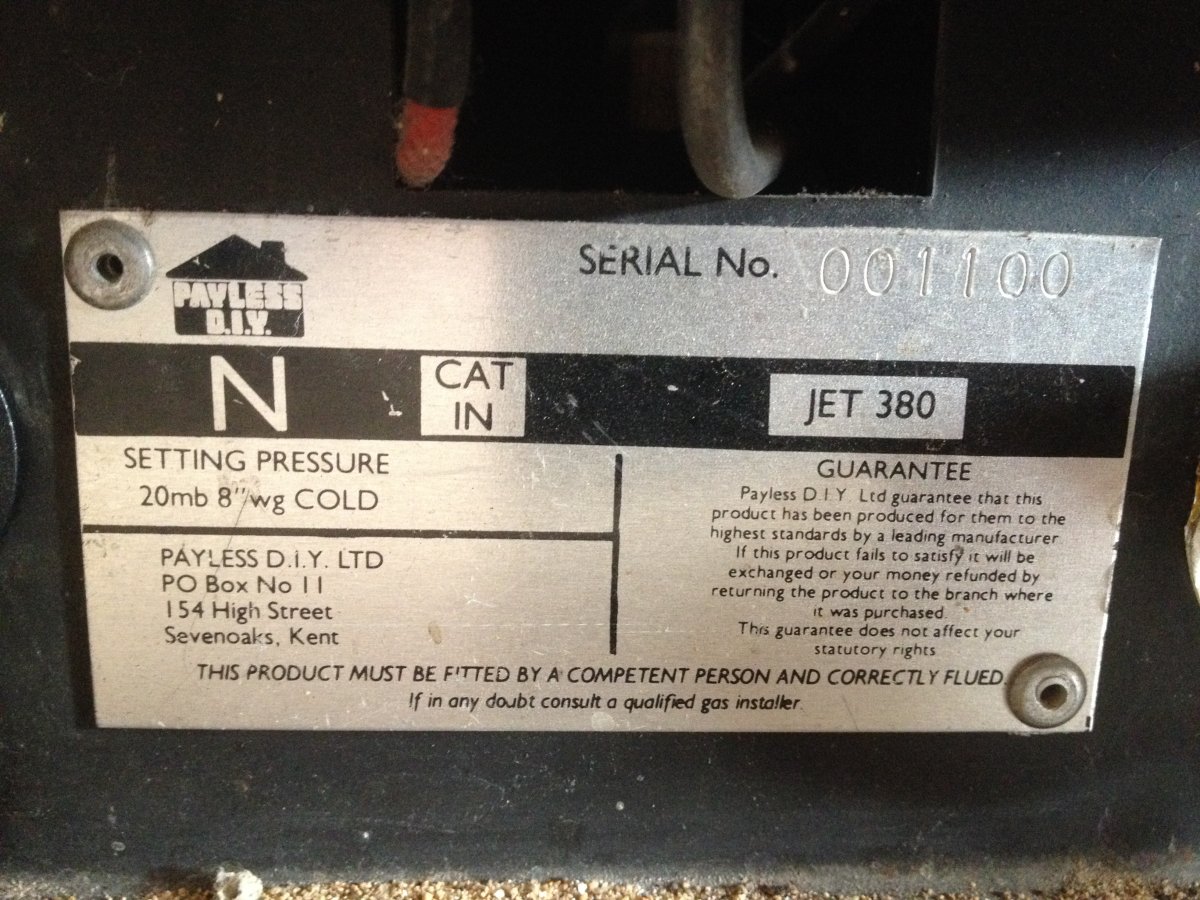 PAYLESS
D.I.Y.
SERIAL No. 001100
N
CAT
IN
JET 380
SETTING PRESSURE
20mb 8"wg COLD
PAYLESS D.I.Y. LTD
PO Box No 11
154 High Street
Sevenoaks, Kent
GUARANTEE
Payless D.I.Y. Ltd guarantee that this
product has been produced for them to the
highest standards by a leading manufacturer
If this product fails to satisfy it will be
exchanged or your money refunded by
returning the product to the branch where
it was purchased.
This guarantee does not affect your
statutory rights
THIS PRODUCT MUST BE FITTED BY A COMPETENT PERSON AND CORRECTLY FLUED
If in any doubt consult a qualified gas installer.